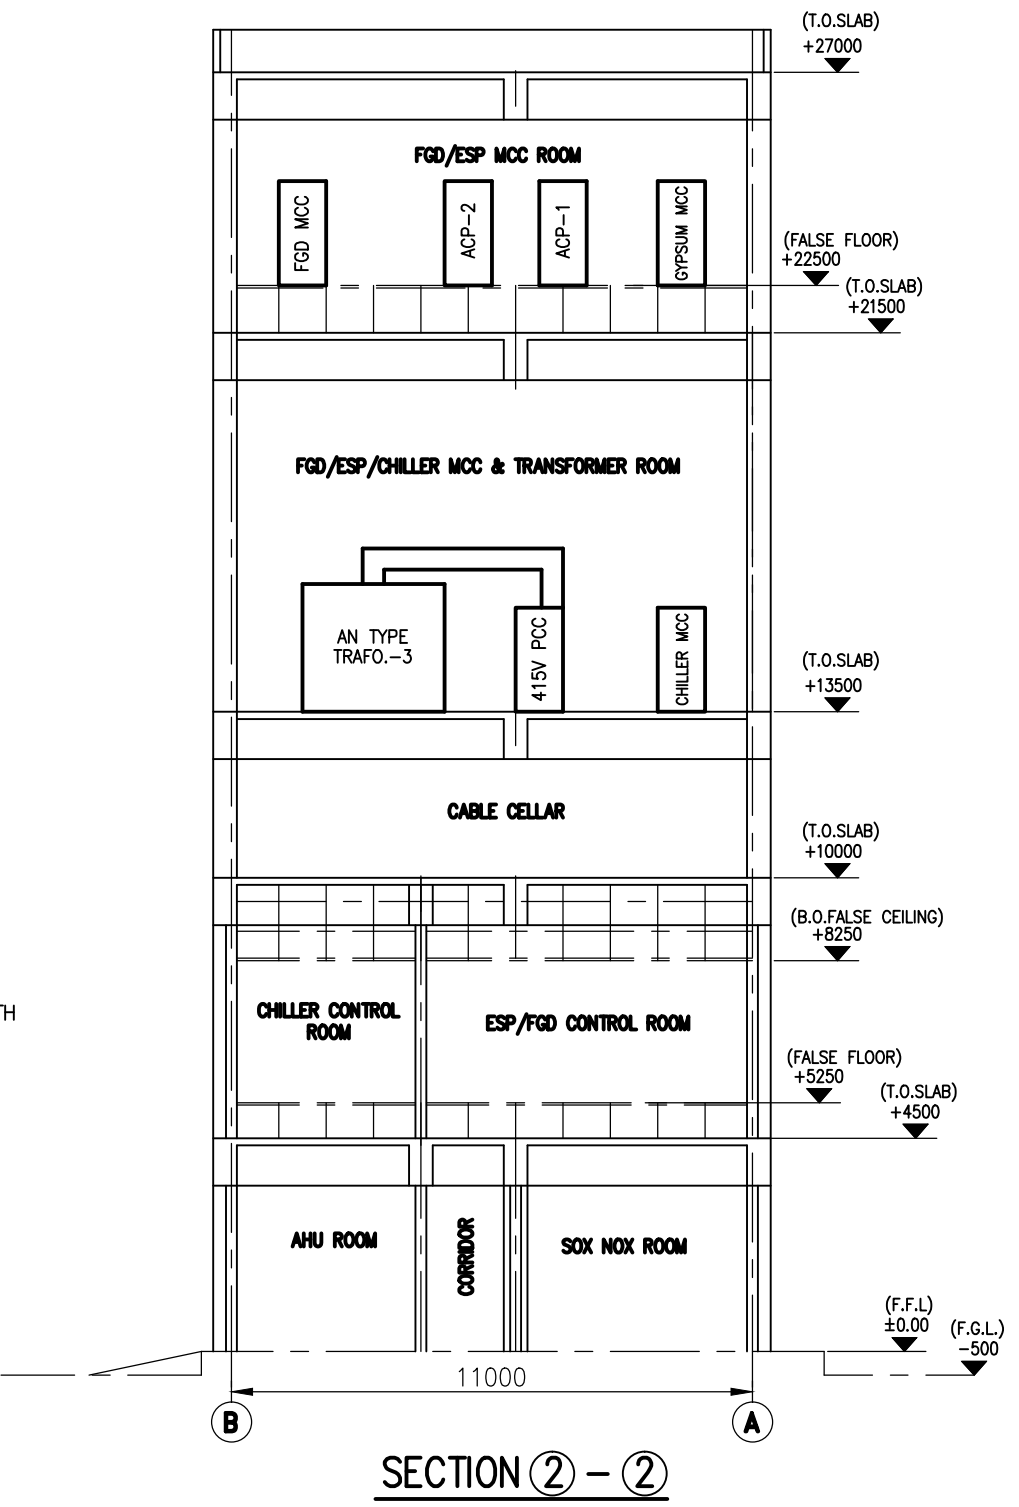 (T.O.SLAB)
+27000
FGD/ESP MCC ROOM
FGD MCC
ACP-2
ACP-1
GYPSUM MCC
(FALSE FLOOR)
+22500
(T.O.SLAB)
+21500
FGD/ESP/CHILLER MCC & TRANSFORMER ROOM
AN TYPE
TRAFO.-3
415V PCC
CHILLER MCC
(T.O.SLAB)
+13500
CABLE CELLAR
(T.O.SLAB)
+10000
(B.O.FALSE CEILING)
+8250
TH
CHILLER CONTROL
ROOM
ESP/FGD CONTROL ROOM
(FALSE FLOOR)
+5250
(T.O.SLAB)
+4500
AHU ROOM
CORRIDOR
SOX NOX ROOM
(F.F.L)
±0.00
(F.G.L.)
-500
11000
B
A
SECTION 2 - 2